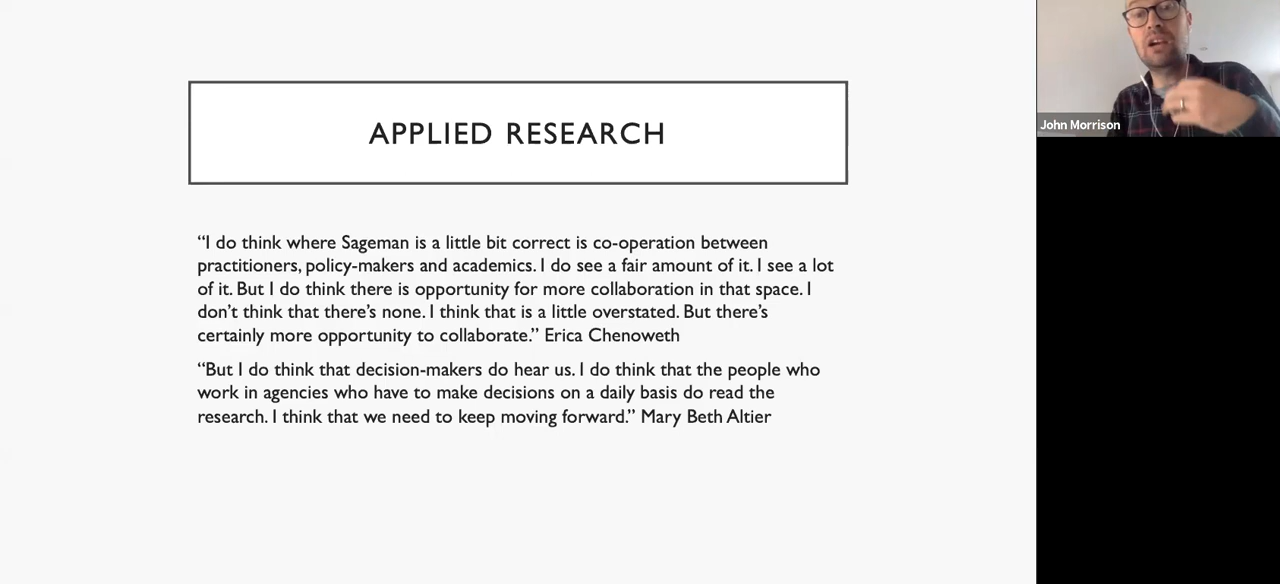 APPLIED RESEARCH
“I do think where Sageman is a little bit correct is co-operation between
practitioners, policy-makers and academics. I do see a fair amount of it. I see a lot
of it. But I do think there is opportunity for more collaboration in that space. I
don’t think that there’s none. I think that is a little overstated. But there’s
certainly more opportunity to collaborate.” Erica Chenoweth
“But I do think that decision-makers do hear us. I do think that the people who
work in agencies who have to make decisions on a daily basis do read the
research. I think that we need to keep moving forward.” Mary Beth Altier
John Morrison